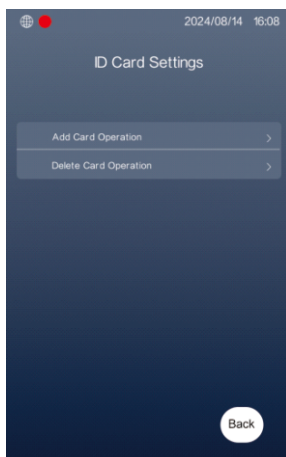 2024/08/14 16:08
ID Card Settings
Add Card Operation
Delete Card Operation
Back